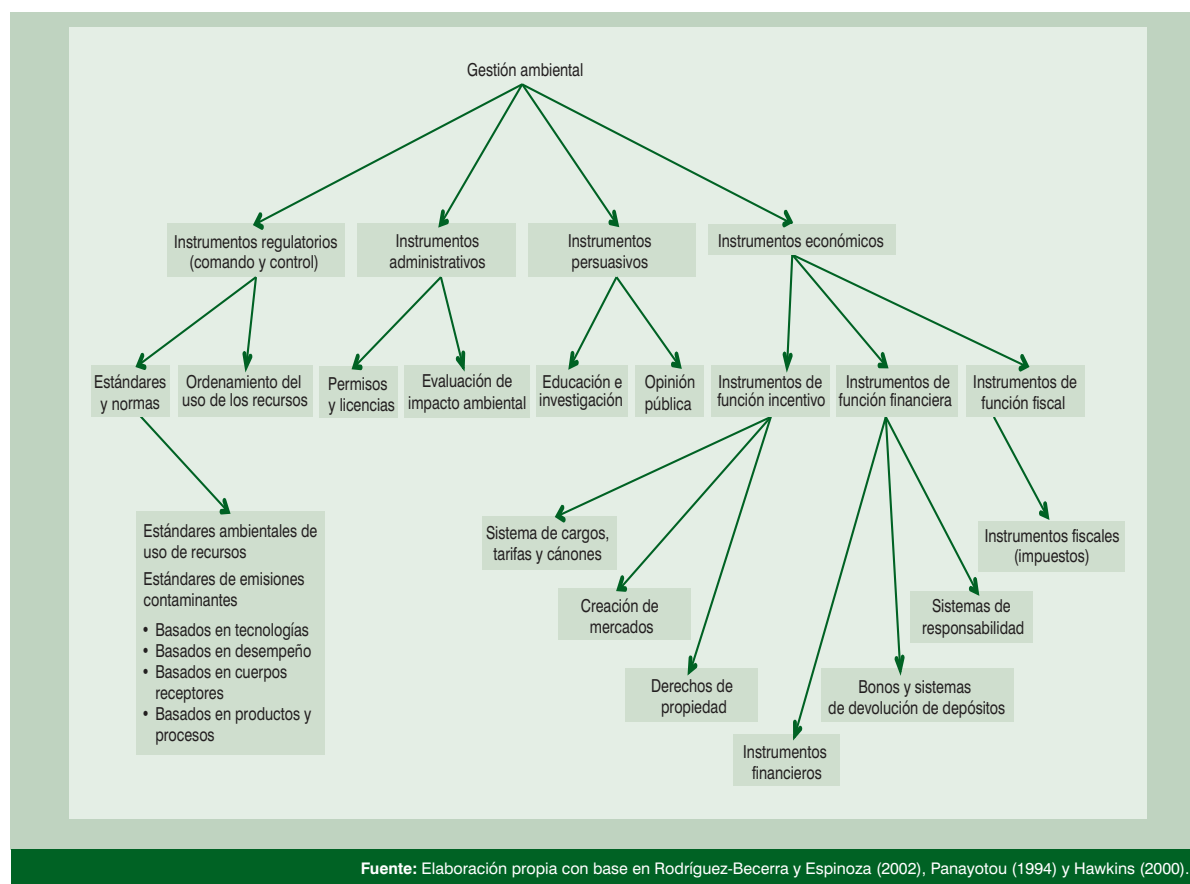 Gestión ambiental
Instrumentos regulatorios
(comando y control)
Instrumentos
administrativos
Instrumentos
persuasivos
Instrumentos económicos
Estándares
y normas
Ordenamiento del
uso de los recursos
Permisos
y licencias
Evaluación de
impacto ambiental
Educación e
investigación
Opinión
pública
Instrumentos de
función incentivo
Instrumentos de
función financiera
Instrumentos de
función fiscal
Estándares ambientales de
uso de recursos
Estándares de emisiones
contaminantes
• Basados en tecnologías
• Basados en desempeño
• Basados en cuerpos
receptores
• Basados en productos y
procesos
Sistema de cargos,
tarifas y cánones
Creación de
mercados
Derechos de
propiedad
Instrumentos
financieros
Bonos y sistemas
de devolución de depósitos
Sistemas de
responsabilidad
Instrumentos fiscales
(impuestos)
Fuente: Elaboración propia con base en Rodríguez-Becerra y Espinoza (2002), Panayotou (1994) y Hawkins (2000).